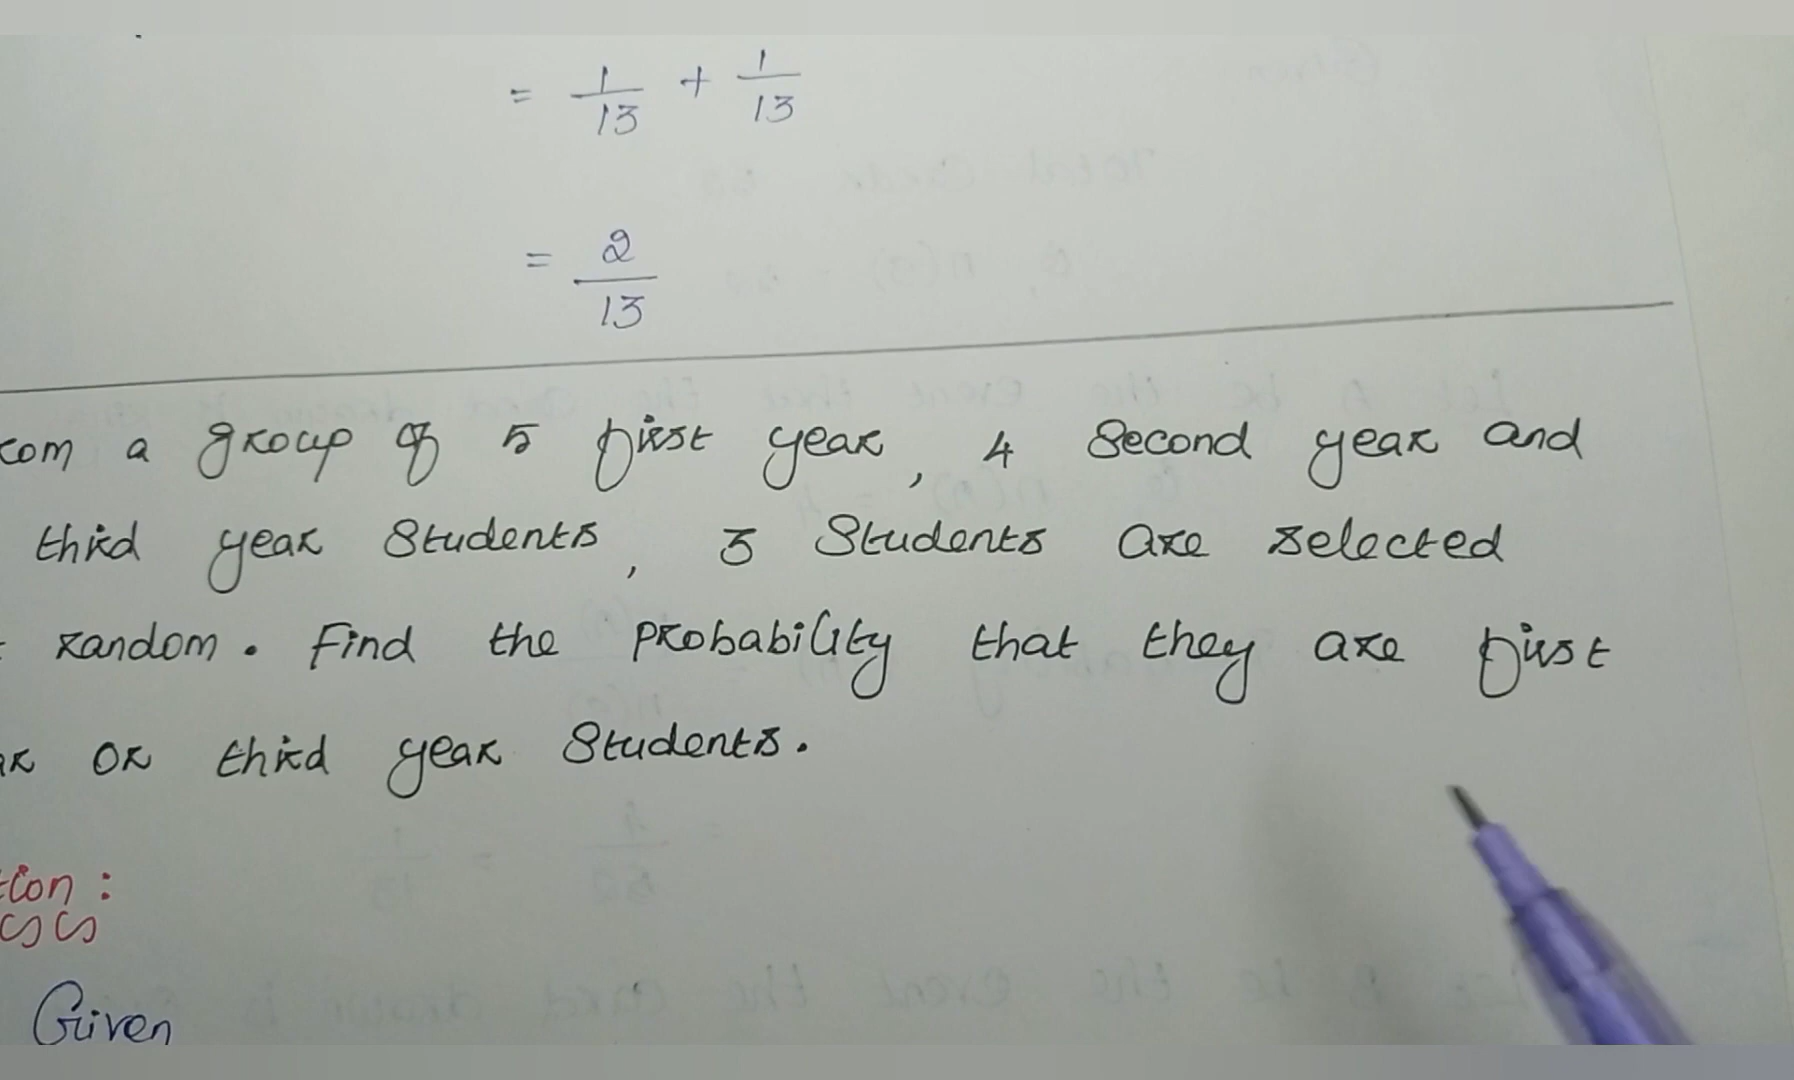 = 1/13 + 1/13
= 2/13
a group of 5 first year, 4 second year and
third year students, 3 students are selected
random. Find the probability that they are first
or third year students.
Given